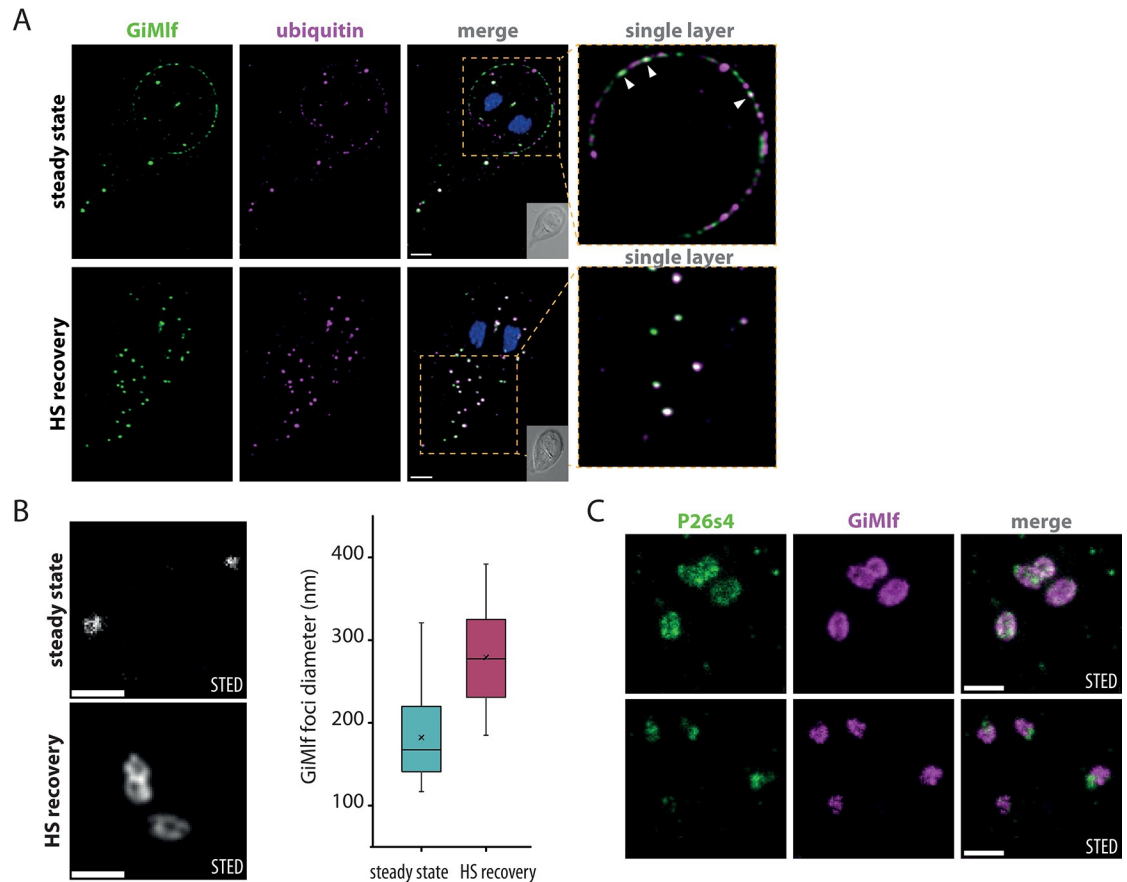 A
GiMlf
ubiquitin
merge
single layer
steady state
single layer
HS recovery
B
steady state
STED
HS recovery
STED
GiMlf foci diameter (nm)
400
300
200
100
steady state
HS recovery
C
P26s4
GiMlf
merge
STED
STED